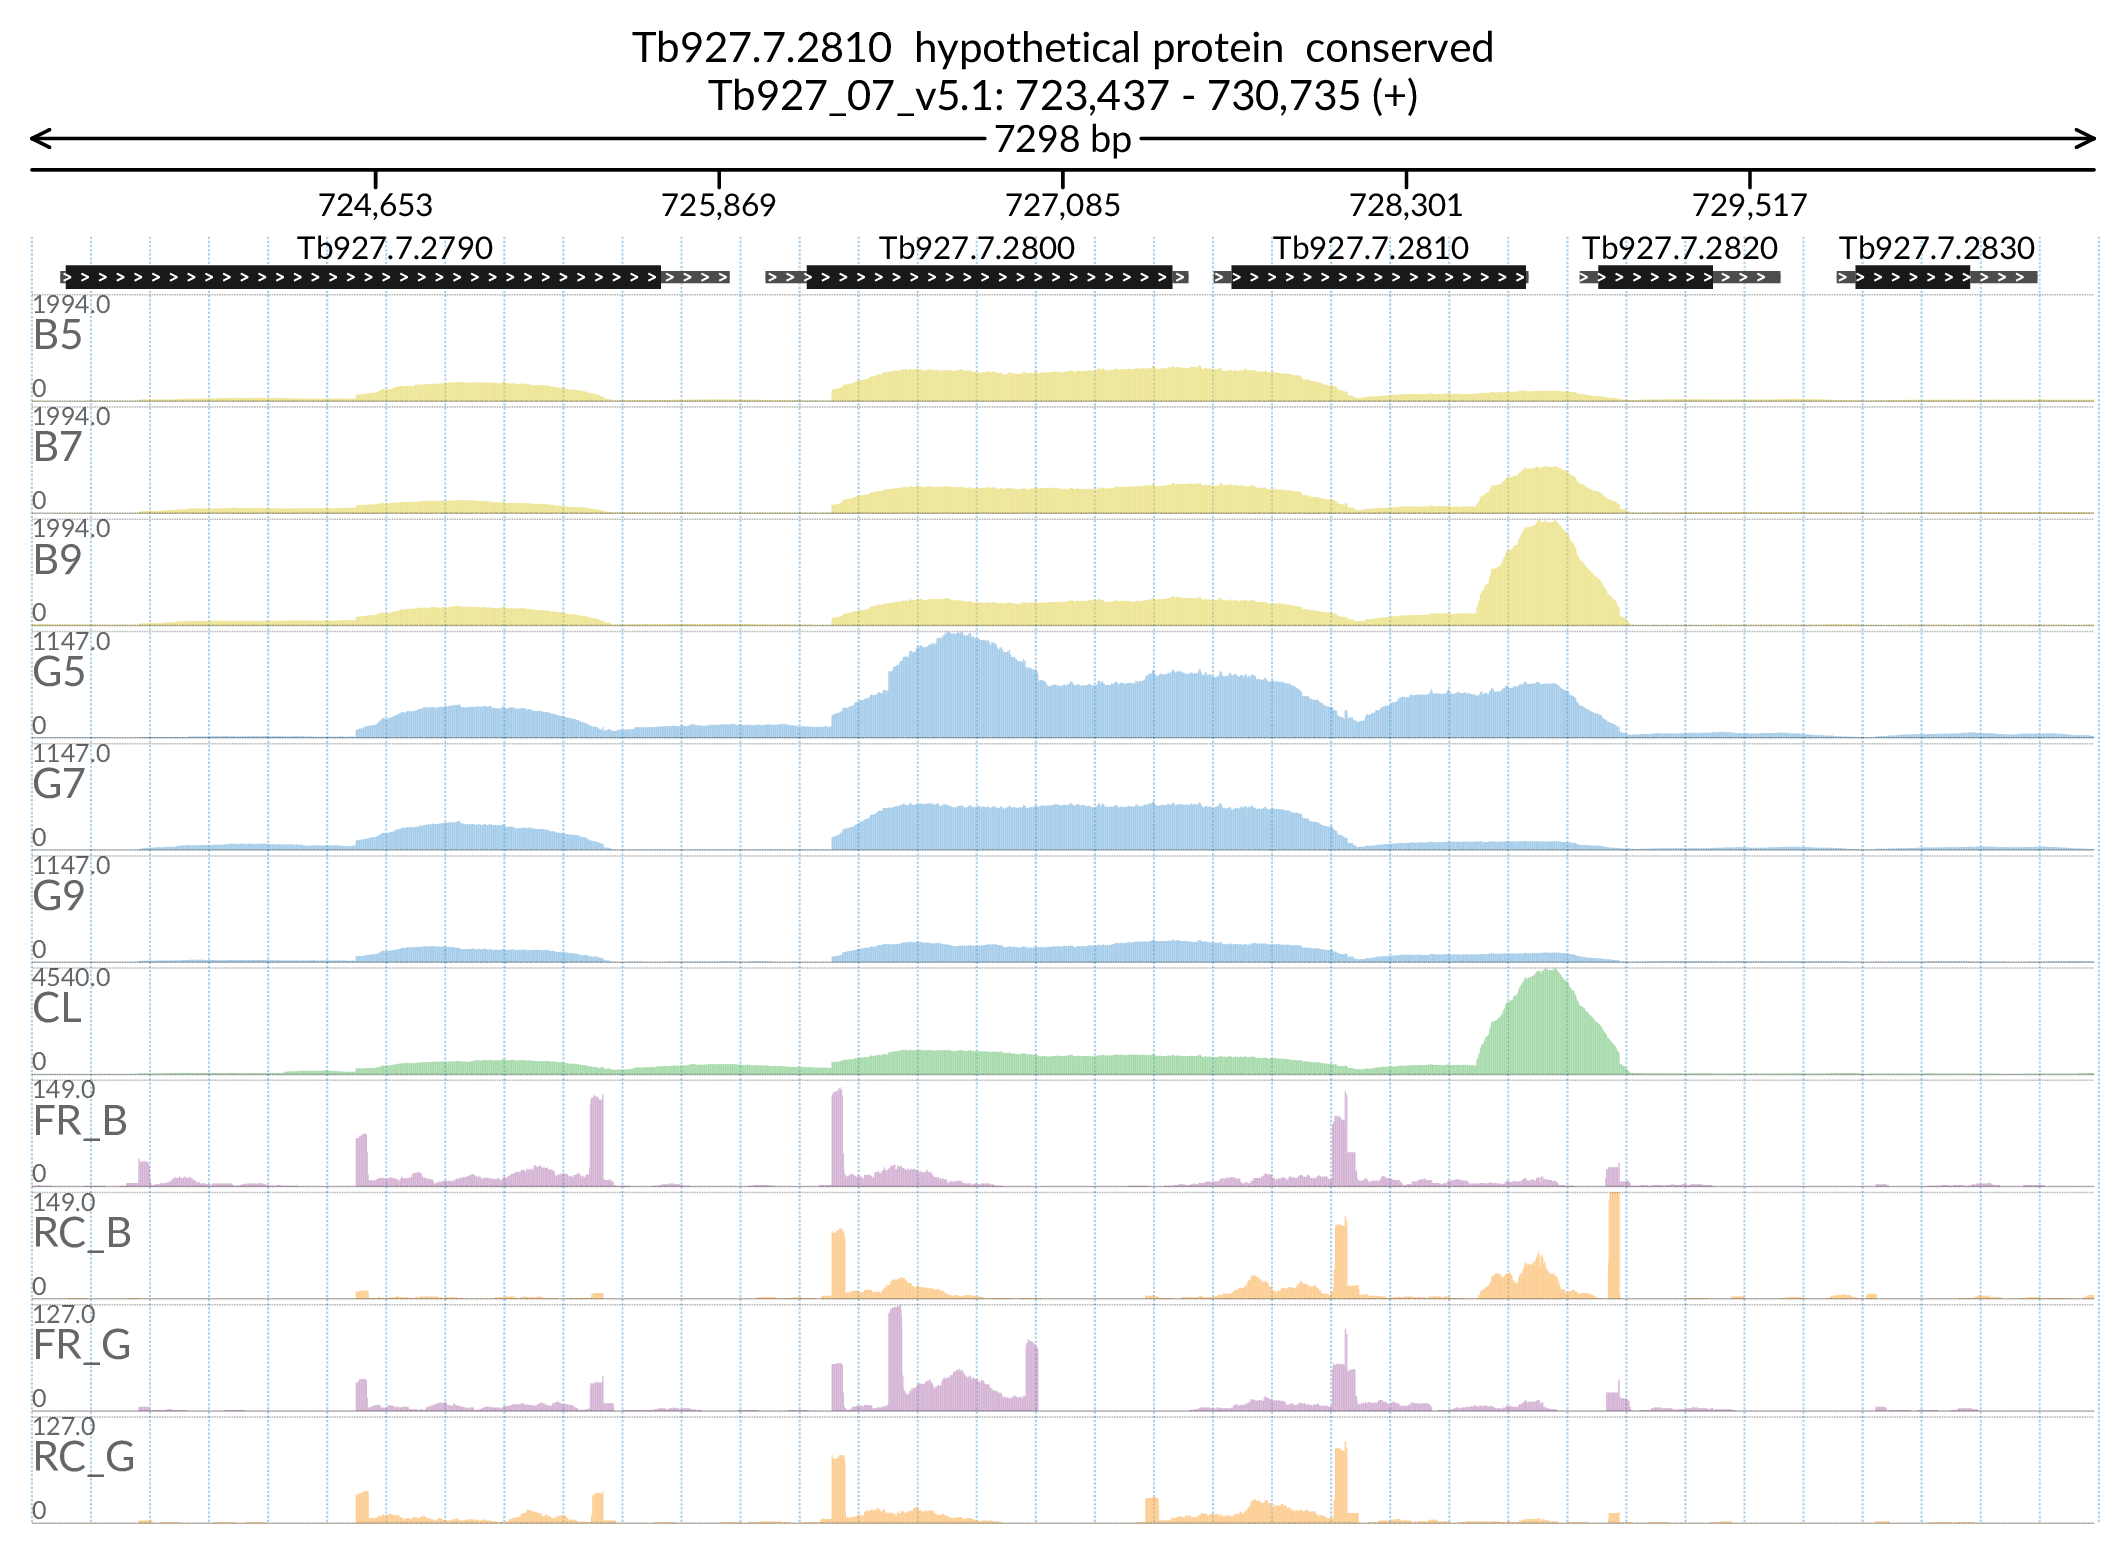 Tb927.7.2810  hypothetical protein  conserved
Tb927_07_v5.1: 723,437 - 730,735 (+)
7298 bp
724,653 725,869 727,085 728,301 729,517
Tb927.7.2790 Tb927.7.2800 Tb927.7.2810 Tb927.7.2820 Tb927.7.2830
1994.0
B5
0
1994.0
B7
0
1994.0
B9
0
1147.0
G5
0
1147.0
G7
0
1147.0
G9
0
4540.0
CL
0
149.0
FR_B
0
149.0
RC_B
0
127.0
FR_G
0
127.0
RC_G
0